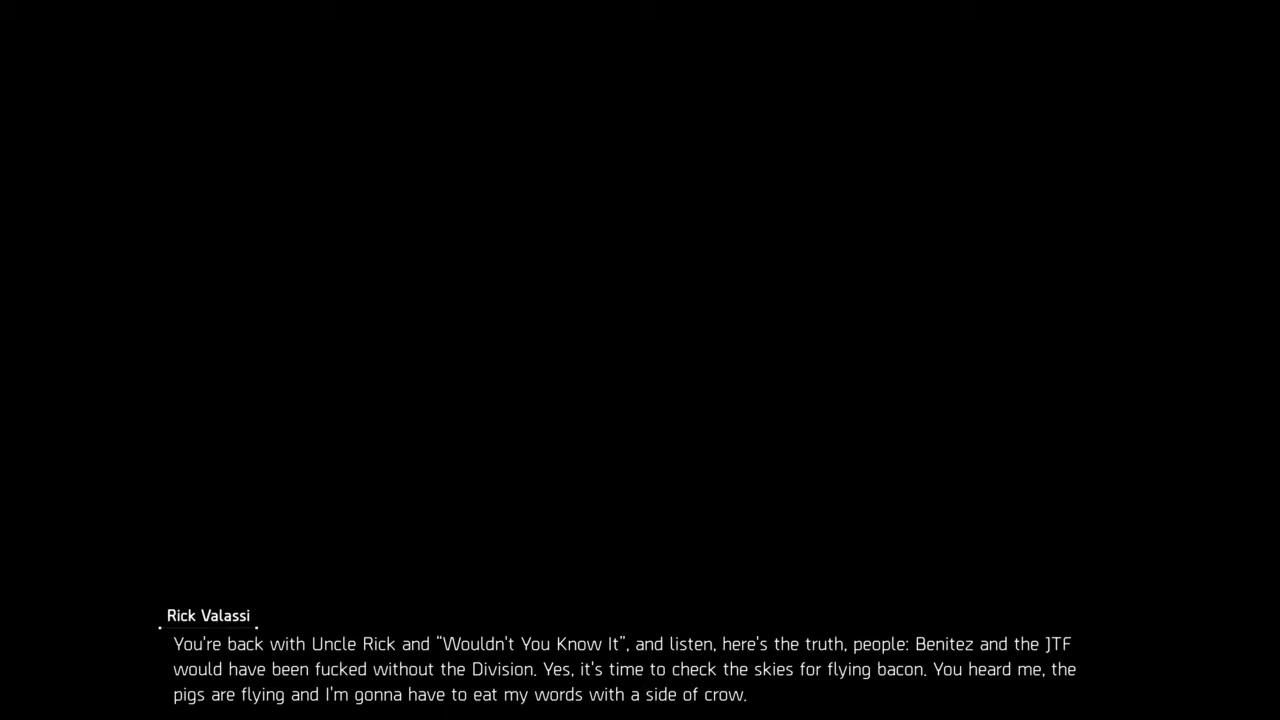 Rick Valassi
You're back with Uncle Rick and “Wouldn't You Know It”, and listen, here's the truth, people: Benitez and the JTF
would have been fucked without the Division. Yes, it's time to check the skies for flying bacon. You heard me, the
pigs are flying and I'm gonna have to eat my words with a side of crow.